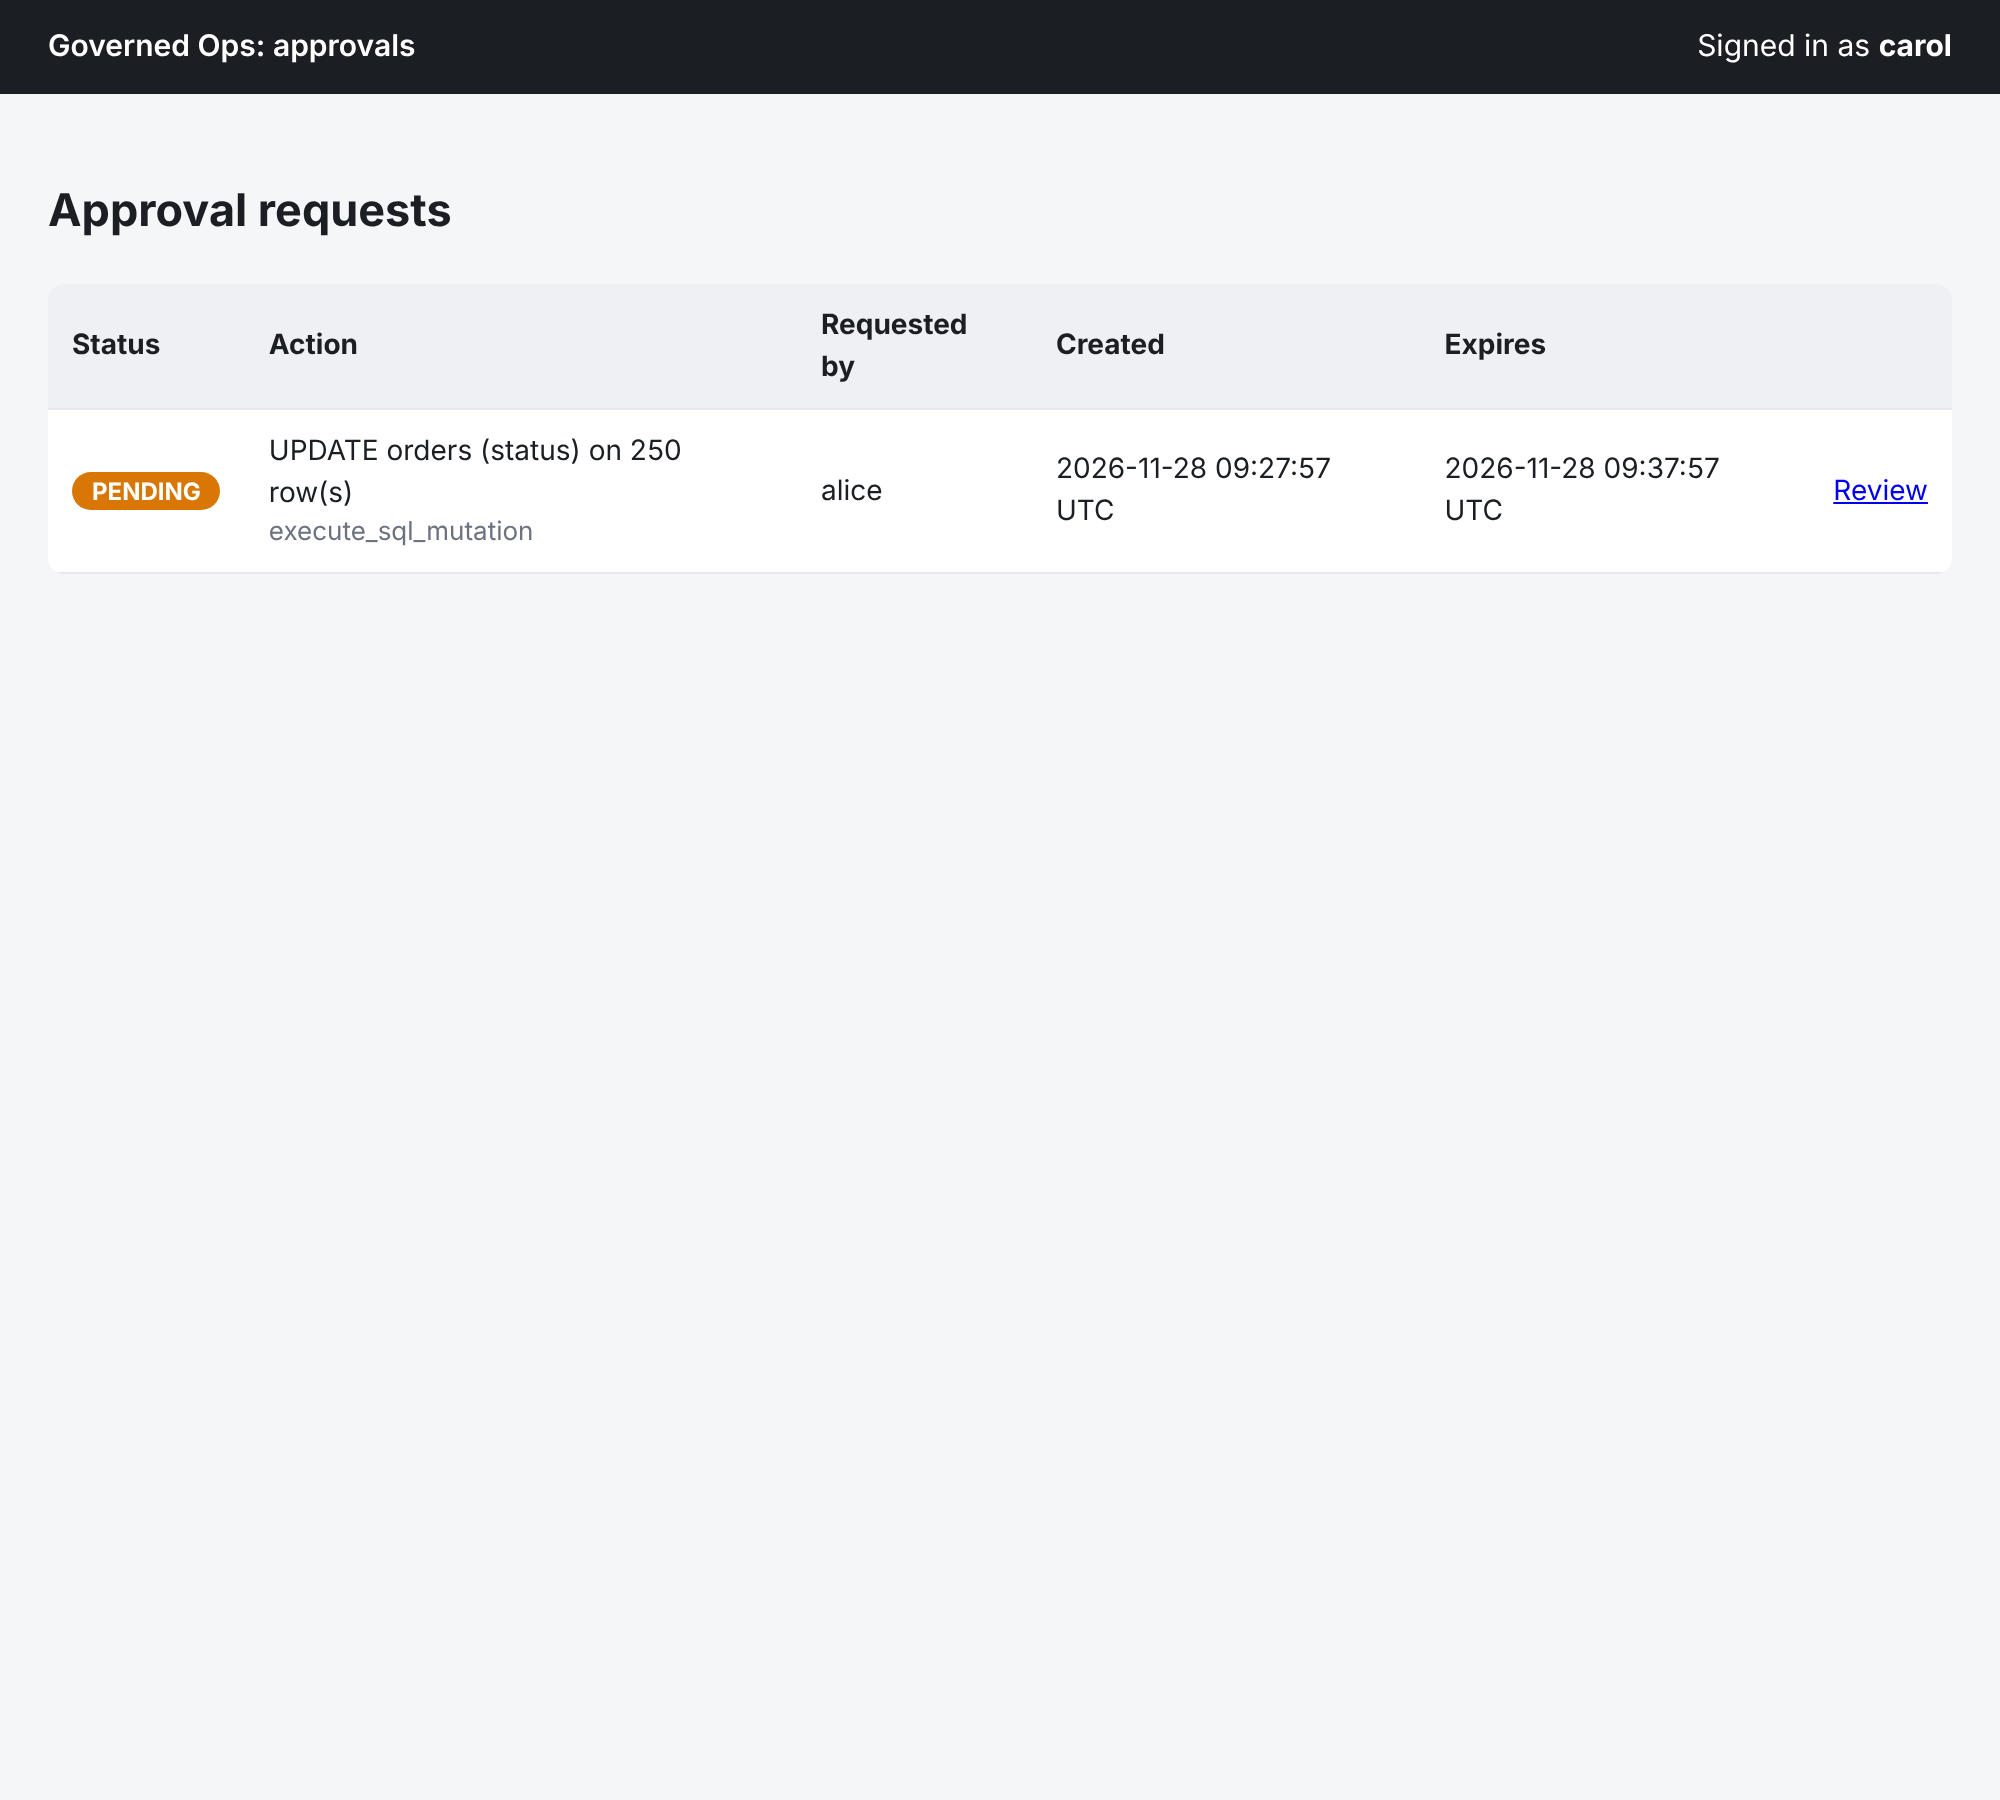 Governed Ops: approvals
Signed in as carol
Approval requests
Status
Action
Requested
by
Created
Expires
PENDING
UPDATE orders (status) on 250
row(s)
execute_sql_mutation
alice
2026-11-28 09:27:57
UTC
2026-11-28 09:37:57
UTC
Review